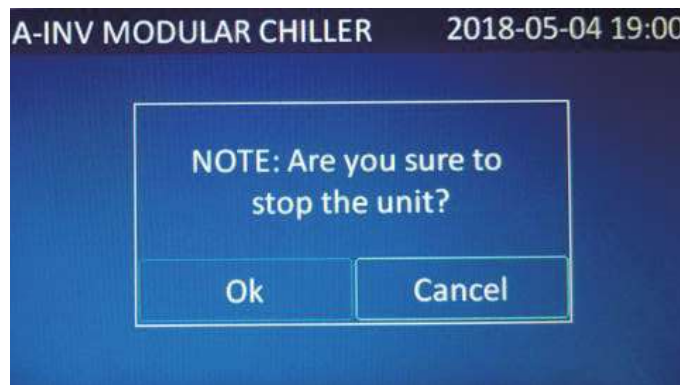 A-INV MODULAR CHILLER 2018-05-04 19:00
NOTE: Are you sure to
stop the unit?
Ok Cancel